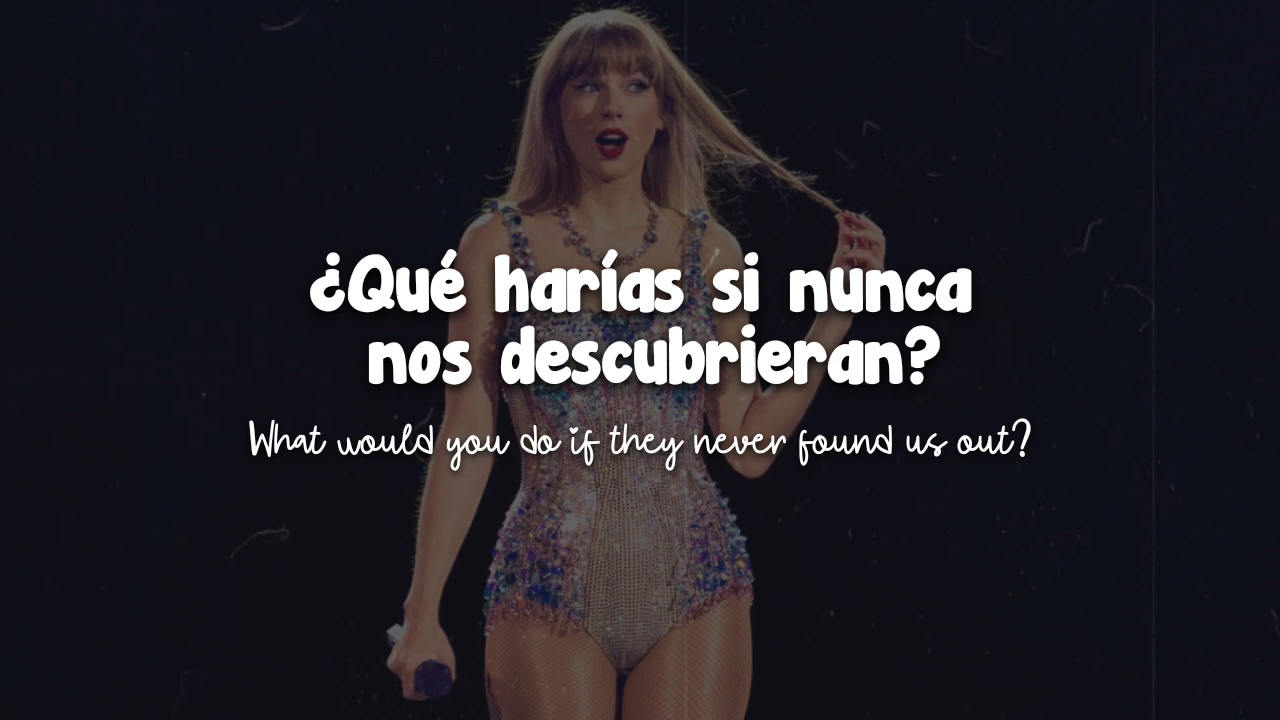 ¿Qué harías si nunca
nos descubrieran?
What would you do if they never found us out?